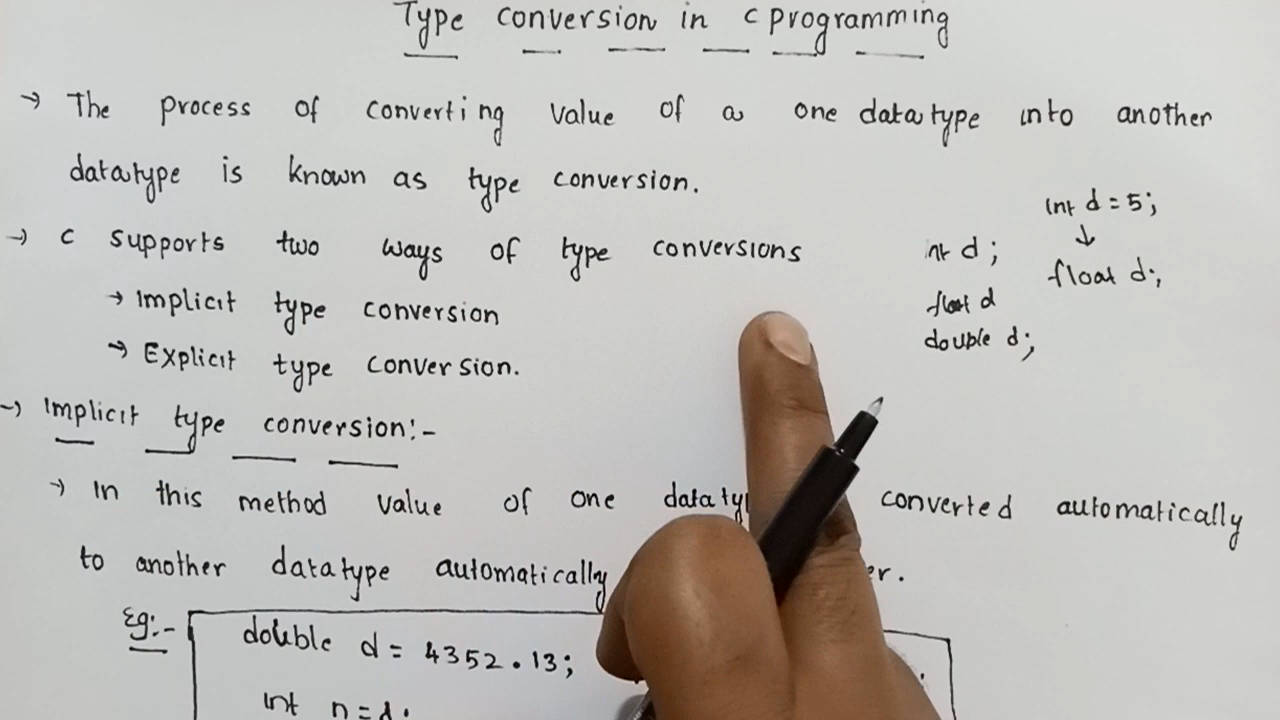 Type conversion in c programming
→ The process of converting value of a one datatype into another
datatype is known as type conversion.
→ c supports two ways of type conversions
→ Implicit type conversion
→ Explicit type conversion.
int d = 5;
↓
float d;
int d;
float d
double d;
→ Implicit type conversion:-
→ In this method value of one converted automatically
to another datatype automatically
Eg:-
double d = 4352.13;
int n=d;